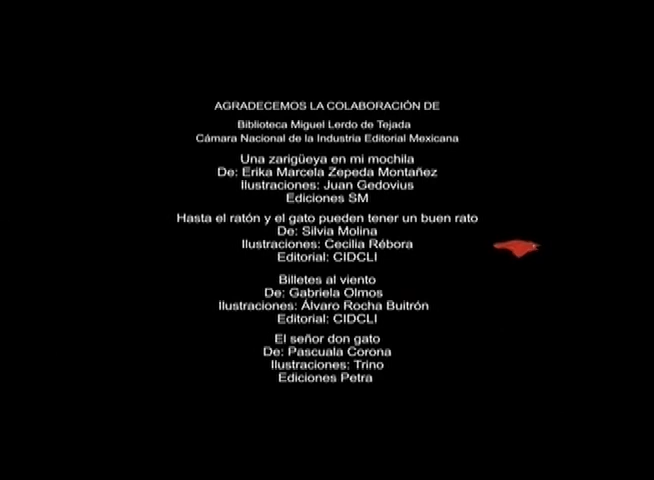 AGRADECEMOS LA COLABORACIÓN DE
Biblioteca Miguel Lerdo de Tejada
Cámara Nacional de la Industria Editorial Mexicana
Una zarigüeya en mi mochila
De: Erika Marcela Zepeda Montañez
Ilustraciones: Juan Gedovius
Ediciones SM
Hasta el ratón y el gato pueden tener un buen rato
De: Silvia Molina
Ilustraciones: Cecilia Rébora
Editorial: CIDCLI
Billetes al viento
De: Gabriela Olmos
Ilustraciones: Álvaro Rocha Buitrón
Editorial: CIDCLI
El señor don gato
De: Pascuala Corona
Ilustraciones: Trino
Ediciones Petra